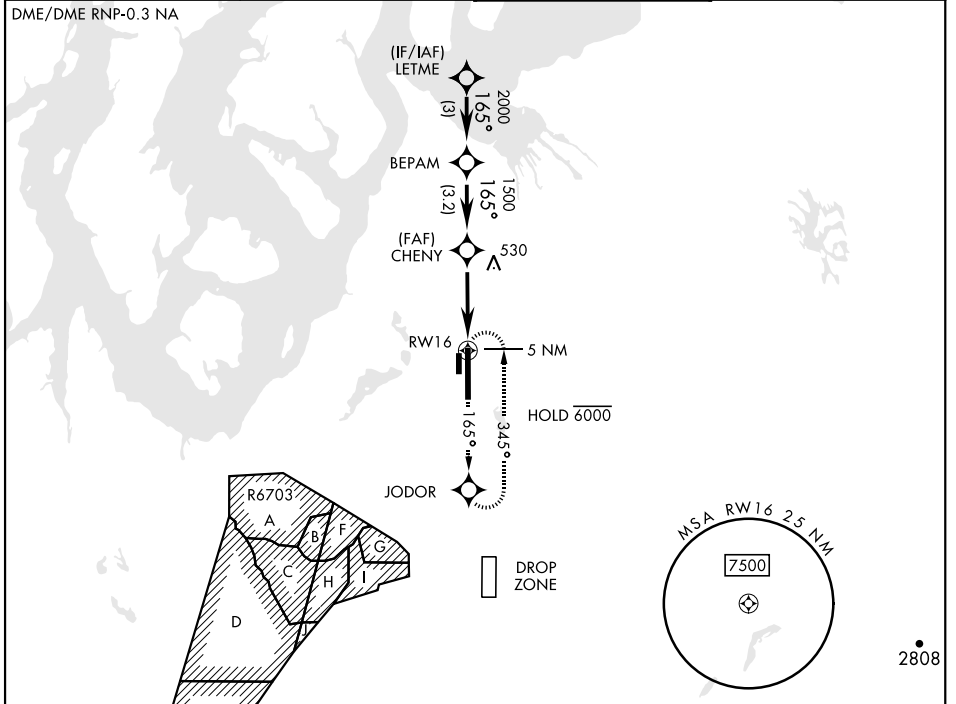 DME/DME RNP-0.3 NA
(IF/IAF)
LETME
2000
165°
(3)
BEPAM
1500
165°
(3.2)
(FAF)
CHENY
530
RW16
5 NM
HOLD 6000
165°
345°
JODOR
R6703
A
B
F
G
C
H
I
D
J
DROP
ZONE
MSA RW16 25 NM
7500
2808